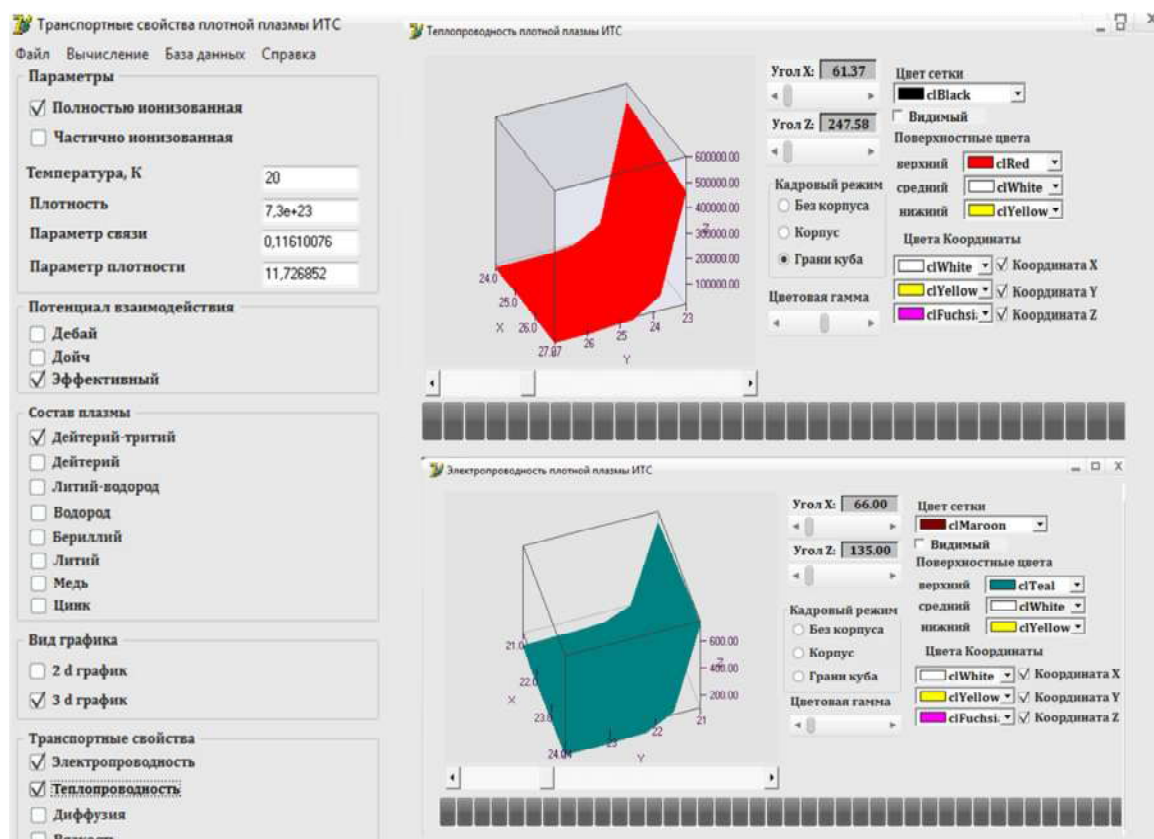 Транспортные свойства плотной плазмы ИТС
Файл Вычисление База данных Справка
Параметры
Полностью ионизованная
Частично ионизованная
Температура, К 20
Плотность 7,3e+23
Параметр связи 0,11610076
Параметр плотности 11,726852
Потенциал взаимодействия
Дебай
Дойч
Эффективный
Состав плазмы
Дейтерий-тритий
Дейтерий
Литий-водород
Водород
Бериллий
Литий
Медь
Цинк
Вид графика
2 d график
3 d график
Транспортные свойства
Электропроводность
Теплопроводность
Диффузия
Вязкость
Теплопроводность плотной плазмы ИТС
600000.00
500000.00
400000.00
300000.00
200000.00
100000.00
Z
24.0
25.0
26.0
X
27.07
26
25
24
23
Y
Угол X: 61.37
Угол Z: 247.58
Кадровый режим
Без корпуса
Корпус
Грани куба
Цветовая гамма
Цвет сетки
clBlack
Видимый
Поверхностные цвета
верхний clRed
средний clWhite
нижний clYellow
Цвета Координаты
clWhite Координата X
clYellow Координата Y
clFuchsi Координата Z
Электропроводность плотной плазмы ИТС
600.00
400.00
200.00
Z
21.0
22.0
23.0
X
24.04
23
22
21
Y
Угол X: 66.00
Угол Z: 135.00
Кадровый режим
Без корпуса
Корпус
Грани куба
Цветовая гамма
Цвет сетки
clMaroon
Видимый
Поверхностные цвета
верхний clTeal
средний clWhite
нижний clYellow
Цвета Координаты
clWhite Координата X
clYellow Координата Y
clFuchsi Координата Z